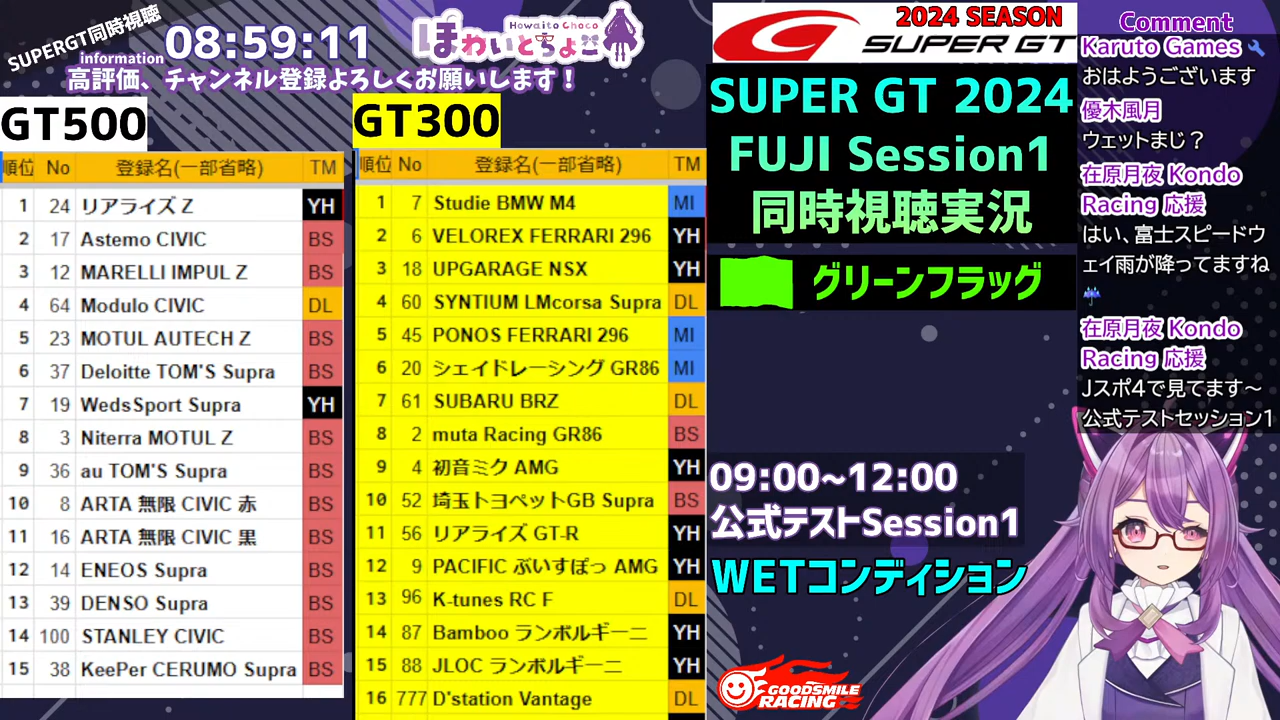 SUPERGT同時視聴
information
08:59:11
Howaito Choco
ほわいとちょこ
高評価、チャンネル登録よろしくお願いします！
GT500
順位 No 登録名(一部省略) TM
1 24 リアライズ Z YH
2 17 Astemo CIVIC BS
3 12 MARELLI IMPUL Z BS
4 64 Modulo CIVIC DL
5 23 MOTUL AUTECH Z BS
6 37 Deloitte TOM'S Supra BS
7 19 WedsSport Supra YH
8 3 Niterra MOTUL Z BS
9 36 au TOM'S Supra BS
10 8 ARTA 無限 CIVIC 赤 BS
11 16 ARTA 無限 CIVIC 黒 BS
12 14 ENEOS Supra BS
13 39 DENSO Supra BS
14 100 STANLEY CIVIC BS
15 38 KeePer CERUMO Supra BS
GT300
順位 No 登録名(一部省略) TM
1 7 Studie BMW M4 MI
2 6 VELOREX FERRARI 296 YH
3 18 UPGARAGE NSX YH
4 60 SYNTIUM LMcorsa Supra DL
5 45 PONOS FERRARI 296 MI
6 20 シェイドレーシング GR86 MI
7 61 SUBARU BRZ DL
8 2 muta Racing GR86 BS
9 4 初音ミク AMG YH
10 52 埼玉トヨペットGB Supra BS
11 56 リアライズ GT-R YH
12 9 PACIFIC ぶいすぽっ AMG YH
13 96 K-tunes RC F DL
14 87 Bamboo ランボルギーニ YH
15 88 JLOC ランボルギーニ YH
16 777 D'station Vantage DL
2024 SEASON
SUPER GT
SUPER GT 2024
FUJI Session1
同時視聴実況
グリーンフラッグ
09:00~12:00
公式テストSession1
WETコンディション
GOODSMILE
RACING
Comment
Karuto Games
おはようございます
優木風月
ウェットまじ？
在原月夜 Kondo
Racing 応援
はい、富士スピードウ
ェイ雨が降ってますね
☔
在原月夜 Kondo
Racing 応援
Jスポ4で見てます～
公式テストセッション1